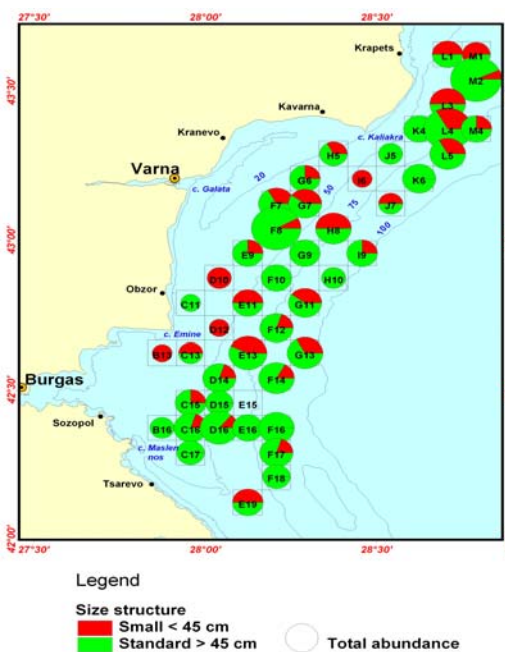 27°30' 28°00' 28°30'
Krapets
L1 M1
M2
43°30'
L3
Kavarna
K4 L4 M4
Kranevo
c. Kaliakra
H5 J5 L5
Varna
c. Galata
20
G6
50
I6 K6
F7 G7
75
J7
F8 H8
100
43°00'
E9 G9 I9
D10 F10 H10
Obzor
C11 E11 G11
c. Emine
D12 F12
B13 C13 E13 G13
Burgas
42°30'
D14 F14
C15 D15 E15
Sozopol
B16 C16 D16 E16 F16
c. Maslen
nos
C17 F17
Tsarevo
F18
E19
42°00'
27°30' 28°00' 28°30'
Legend
Size structure
Small < 45 cm
Standard > 45 cm
Total abundance